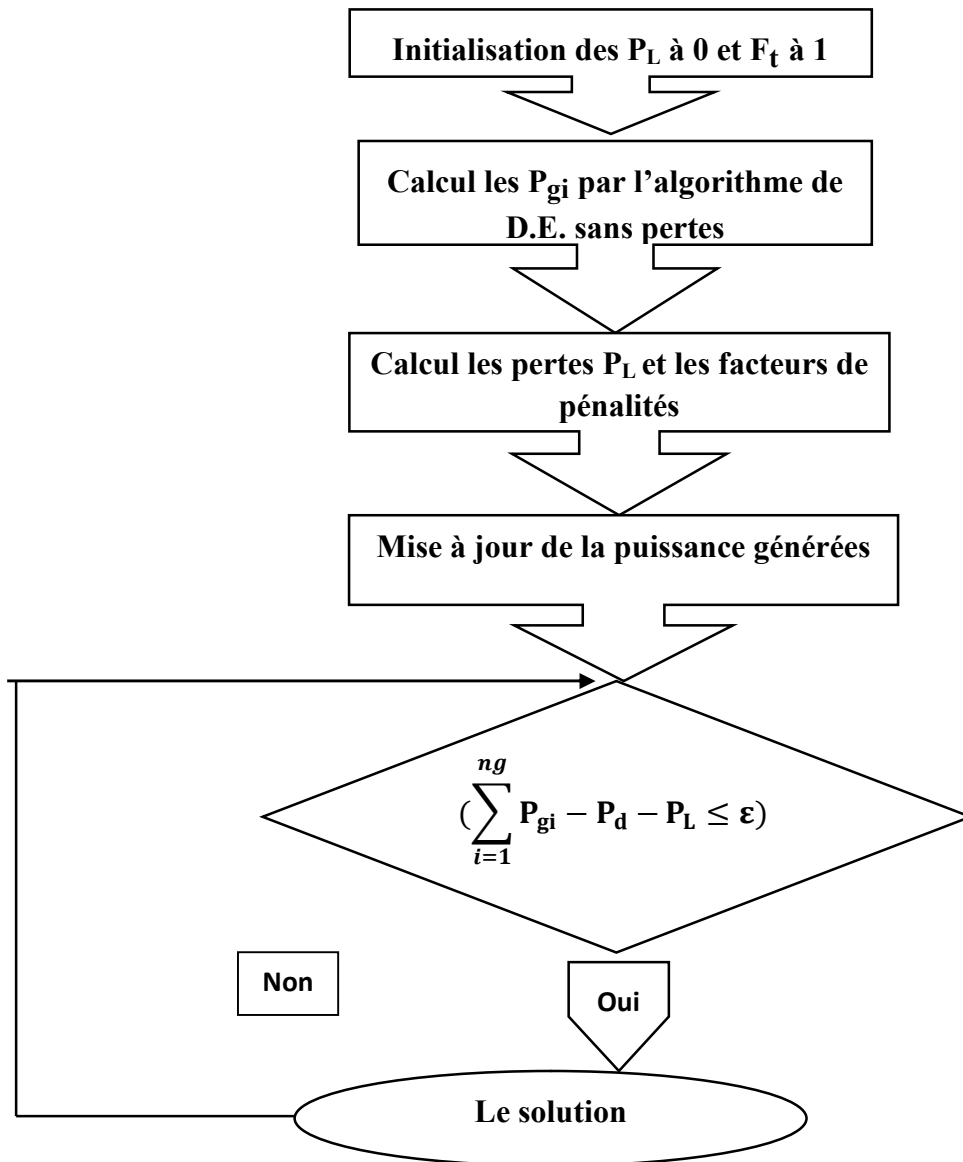 Initialisation des P_L à 0 et F_t à 1
Calcul les P_gi par l'algorithme de
D.E. sans pertes
Calcul les pertes P_L et les facteurs de
pénalités
Mise à jour de la puissance générées
(∑_{i=1}^{ng} P_gi − P_d − P_L ≤ ε)
Non
Oui
Le solution